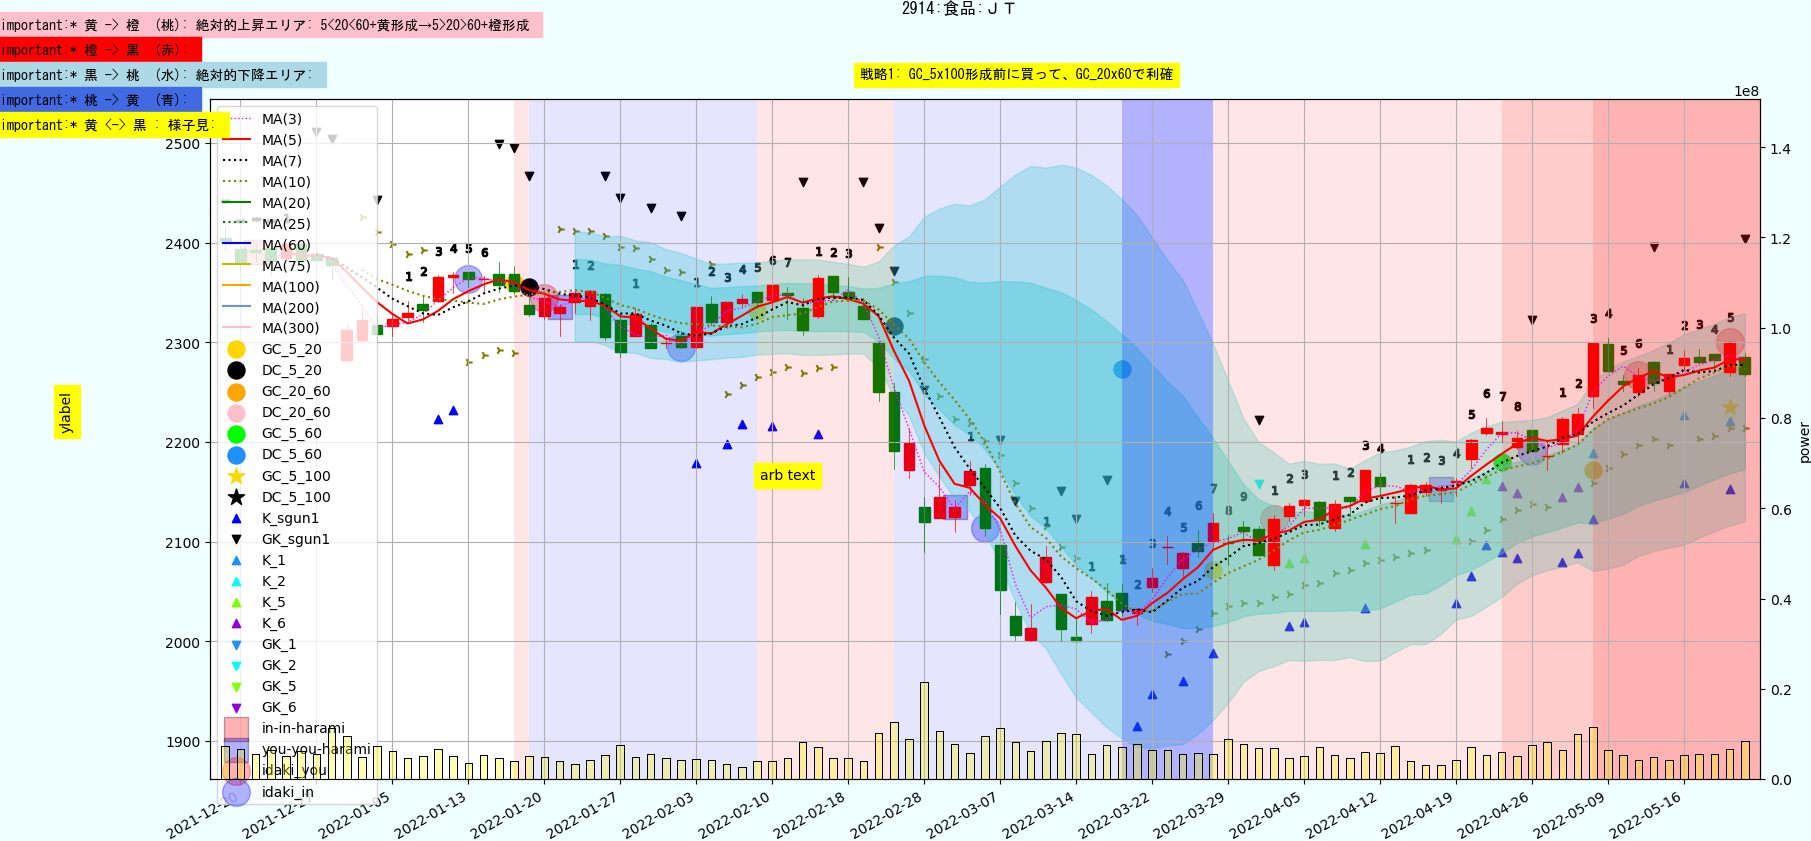 2914:食品:ＪＴ
important:* 黄 -> 橙 （桃）: 絶対的上昇エリア: 5<20<60+黄形成→5>20>60+橙形成
important:* 橙 -> 黒 （赤）:
important:* 黒 -> 桃 （水）: 絶対的下降エリア:
important:* 桃 -> 黄 （青）:
important:* 黄 <-> 黒 : 様子見:
戦略1: GC_5x100形成前に買って、GC_20x60で利確
1e8
MA(3)
MA(5)
MA(7)
MA(10)
MA(20)
MA(25)
MA(60)
MA(75)
MA(100)
MA(200)
MA(300)
GC_5_20
DC_5_20
GC_20_60
DC_20_60
GC_5_60
DC_5_60
GC_5_100
DC_5_100
K_sgun1
GK_sgun1
K_1
K_2
K_5
K_6
GK_1
GK_2
GK_5
GK_6
in-in-harami
you-you-harami
idaki_you
idaki_in
2500
2400
2300
2200
2100
2000
1900
ylabel
arb text
1.4
1.2
1.0
0.8
0.6
0.4
0.2
0.0
power
2022-01-05
2022-01-13
2022-01-20
2022-01-27
2022-02-03
2022-02-10
2022-02-18
2022-02-28
2022-03-07
2022-03-14
2022-03-22
2022-03-29
2022-04-05
2022-04-12
2022-04-19
2022-04-26
2022-05-09
2022-05-16